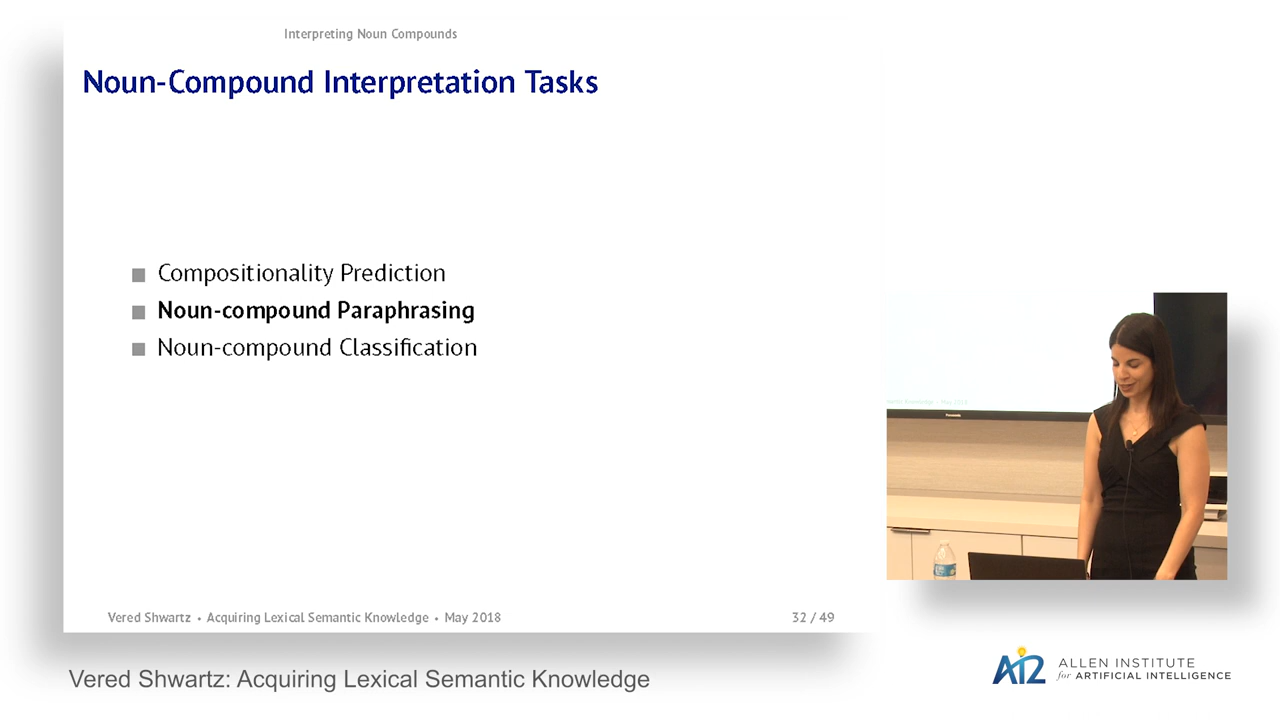 Interpreting Noun Compounds
Noun-Compound Interpretation Tasks
Compositionality Prediction
Noun-compound Paraphrasing
Noun-compound Classification
Vered Shwartz • Acquiring Lexical Semantic Knowledge • May 2018
32 / 49
Vered Shwartz: Acquiring Lexical Semantic Knowledge
AI2
ALLEN INSTITUTE
for ARTIFICIAL INTELLIGENCE
Panasonic